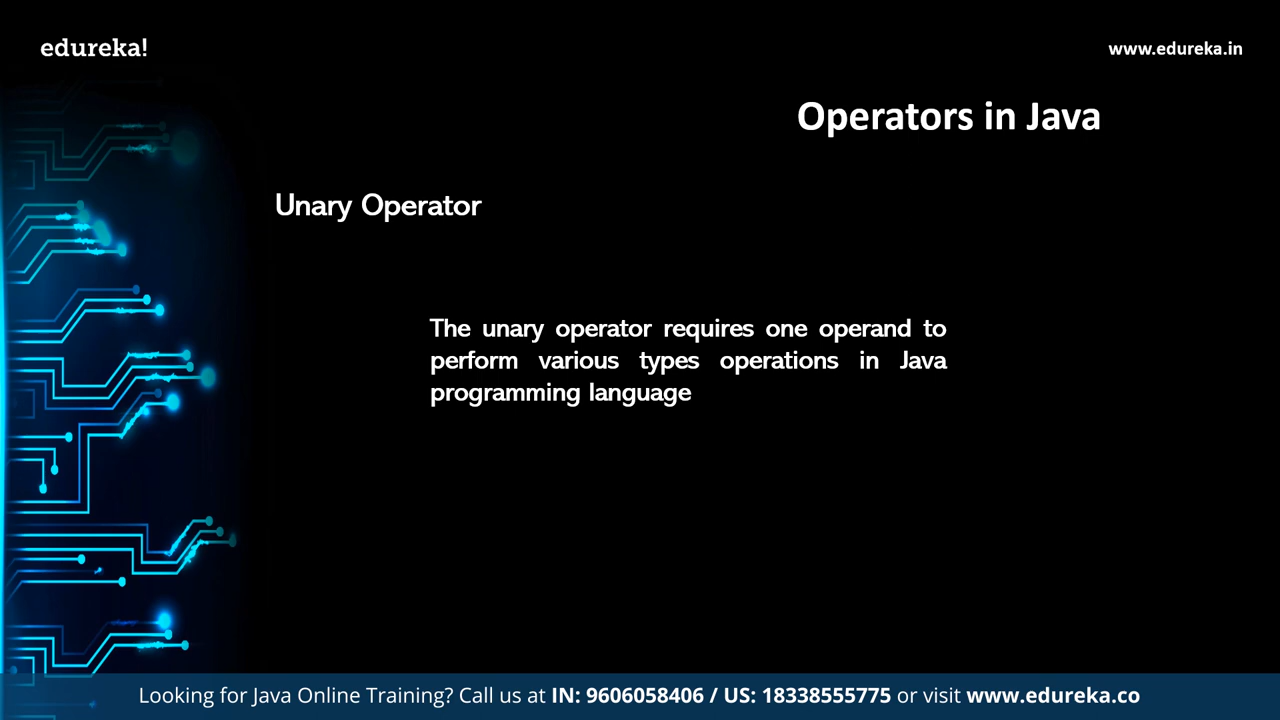 edureka!
www.edureka.in
Operators in Java
Unary Operator
The unary operator requires one operand to
perform various types operations in Java
programming language
Looking for Java Online Training? Call us at IN: 9606058406 / US: 18338555775 or visit www.edureka.co